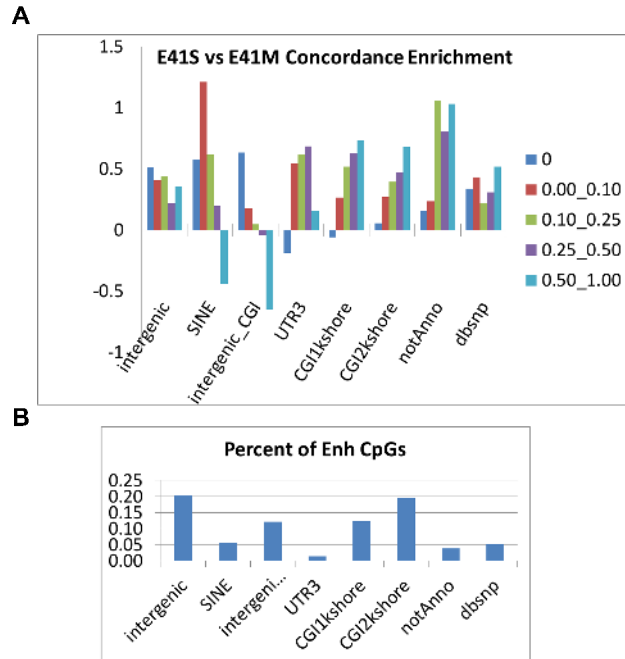 A
E41S vs E41M Concordance Enrichment
1.5
1
0.5
0
-0.5
-1
intergenic
SINE
intergenic_CGI
UTR3
CGI1kshore
CGI2kshore
notAnno
dbsnp
0
0.00_0.10
0.10_0.25
0.25_0.50
0.50_1.00
B
Percent of Enh CpGs
0.25
0.20
0.15
0.10
0.05
0.00
intergenic
SINE
intergeni...
UTR3
CGI1kshore
CGI2kshore
notAnno
dbsnp